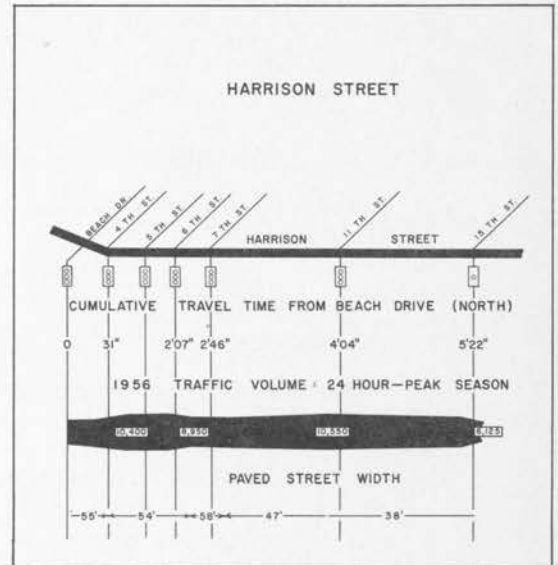 HARRISON STREET
BEACH DR.
4 TH ST.
5 TH ST.
6 TH ST.
7 TH ST.
11 TH ST.
15 TH ST.
HARRISON STREET
CUMULATIVE TRAVEL TIME FROM BEACH DRIVE (NORTH)
0 31" 2'07" 2'46" 4'04" 5'22"
1956 TRAFFIC VOLUME : 24 HOUR—PEAK SEASON
10,400 10,550
PAVED STREET WIDTH
55' 54' 58' 47' 38'